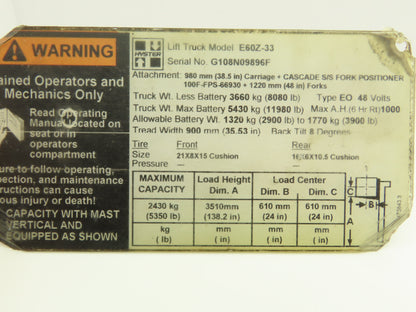 WARNING
ained Operators and
Mechanics Only
Read Operating
Manual located on
seat or in
operators
compartment
ure to follow operating,
pection, and maintenance
tructions can cause
ious injury or death!
CAPACITY WITH MAST
VERTICAL AND
EQUIPPED AS SHOWN
HYSTER
Lift Truck Model E60Z-33
Serial No. G108N09896F
Attachment 980 mm (38.5 in) Carriage + CASCADE S/S FORK POSITIONER
100F-FPS-66930 + 1220 mm (48 in) Forks
Truck Wt. Less Battery 3660 kg (8080 lb) Type EO 48 Volts
Truck Wt. Max Battery 5430 kg (11980 lb) Max A.H.(6 Hr Rt) 1000
Allowable Battery Wt. 1320 kg (2900 lb) to 1770 kg (3900 lb)
Tread Width 900 mm (35.53 in) Back Tilt 8 Degrees
Tire Front Rear
Size 21X8X15 Cushion 16X6X10.5 Cushion
Pressure
MAXIMUM CAPACITY Load Height Dim. A Load Center Dim. B Dim. C
2430 kg 3510mm 610 mm 610 mm
(5350 lb) (138.2 in) (24 in) (24 in)
kg mm mm mm
( lb) ( in) ( in) ( in)
C
B
A